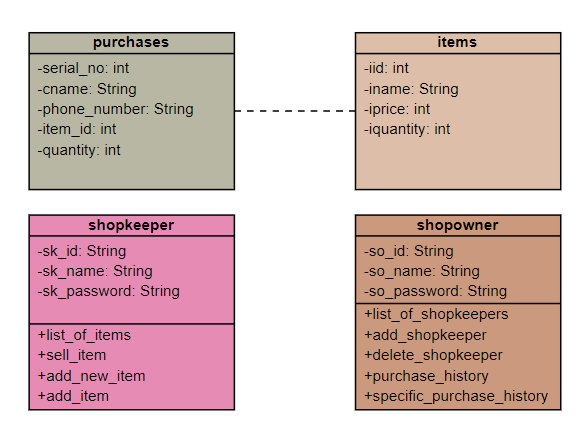 purchases
-serial_no: int
-cname: String
-phone_number: String
-item_id: int
-quantity: int
items
-iid: int
-iname: String
-iprice: int
-iquantity: int
shopkeeper
-sk_id: String
-sk_name: String
-sk_password: String
+list_of_items
+sell_item
+add_new_item
+add_item
shopowner
-so_id: String
-so_name: String
-so_password: String
+list_of_shopkeepers
+add_shopkeeper
+delete_shopkeeper
+purchase_history
+specific_purchase_history